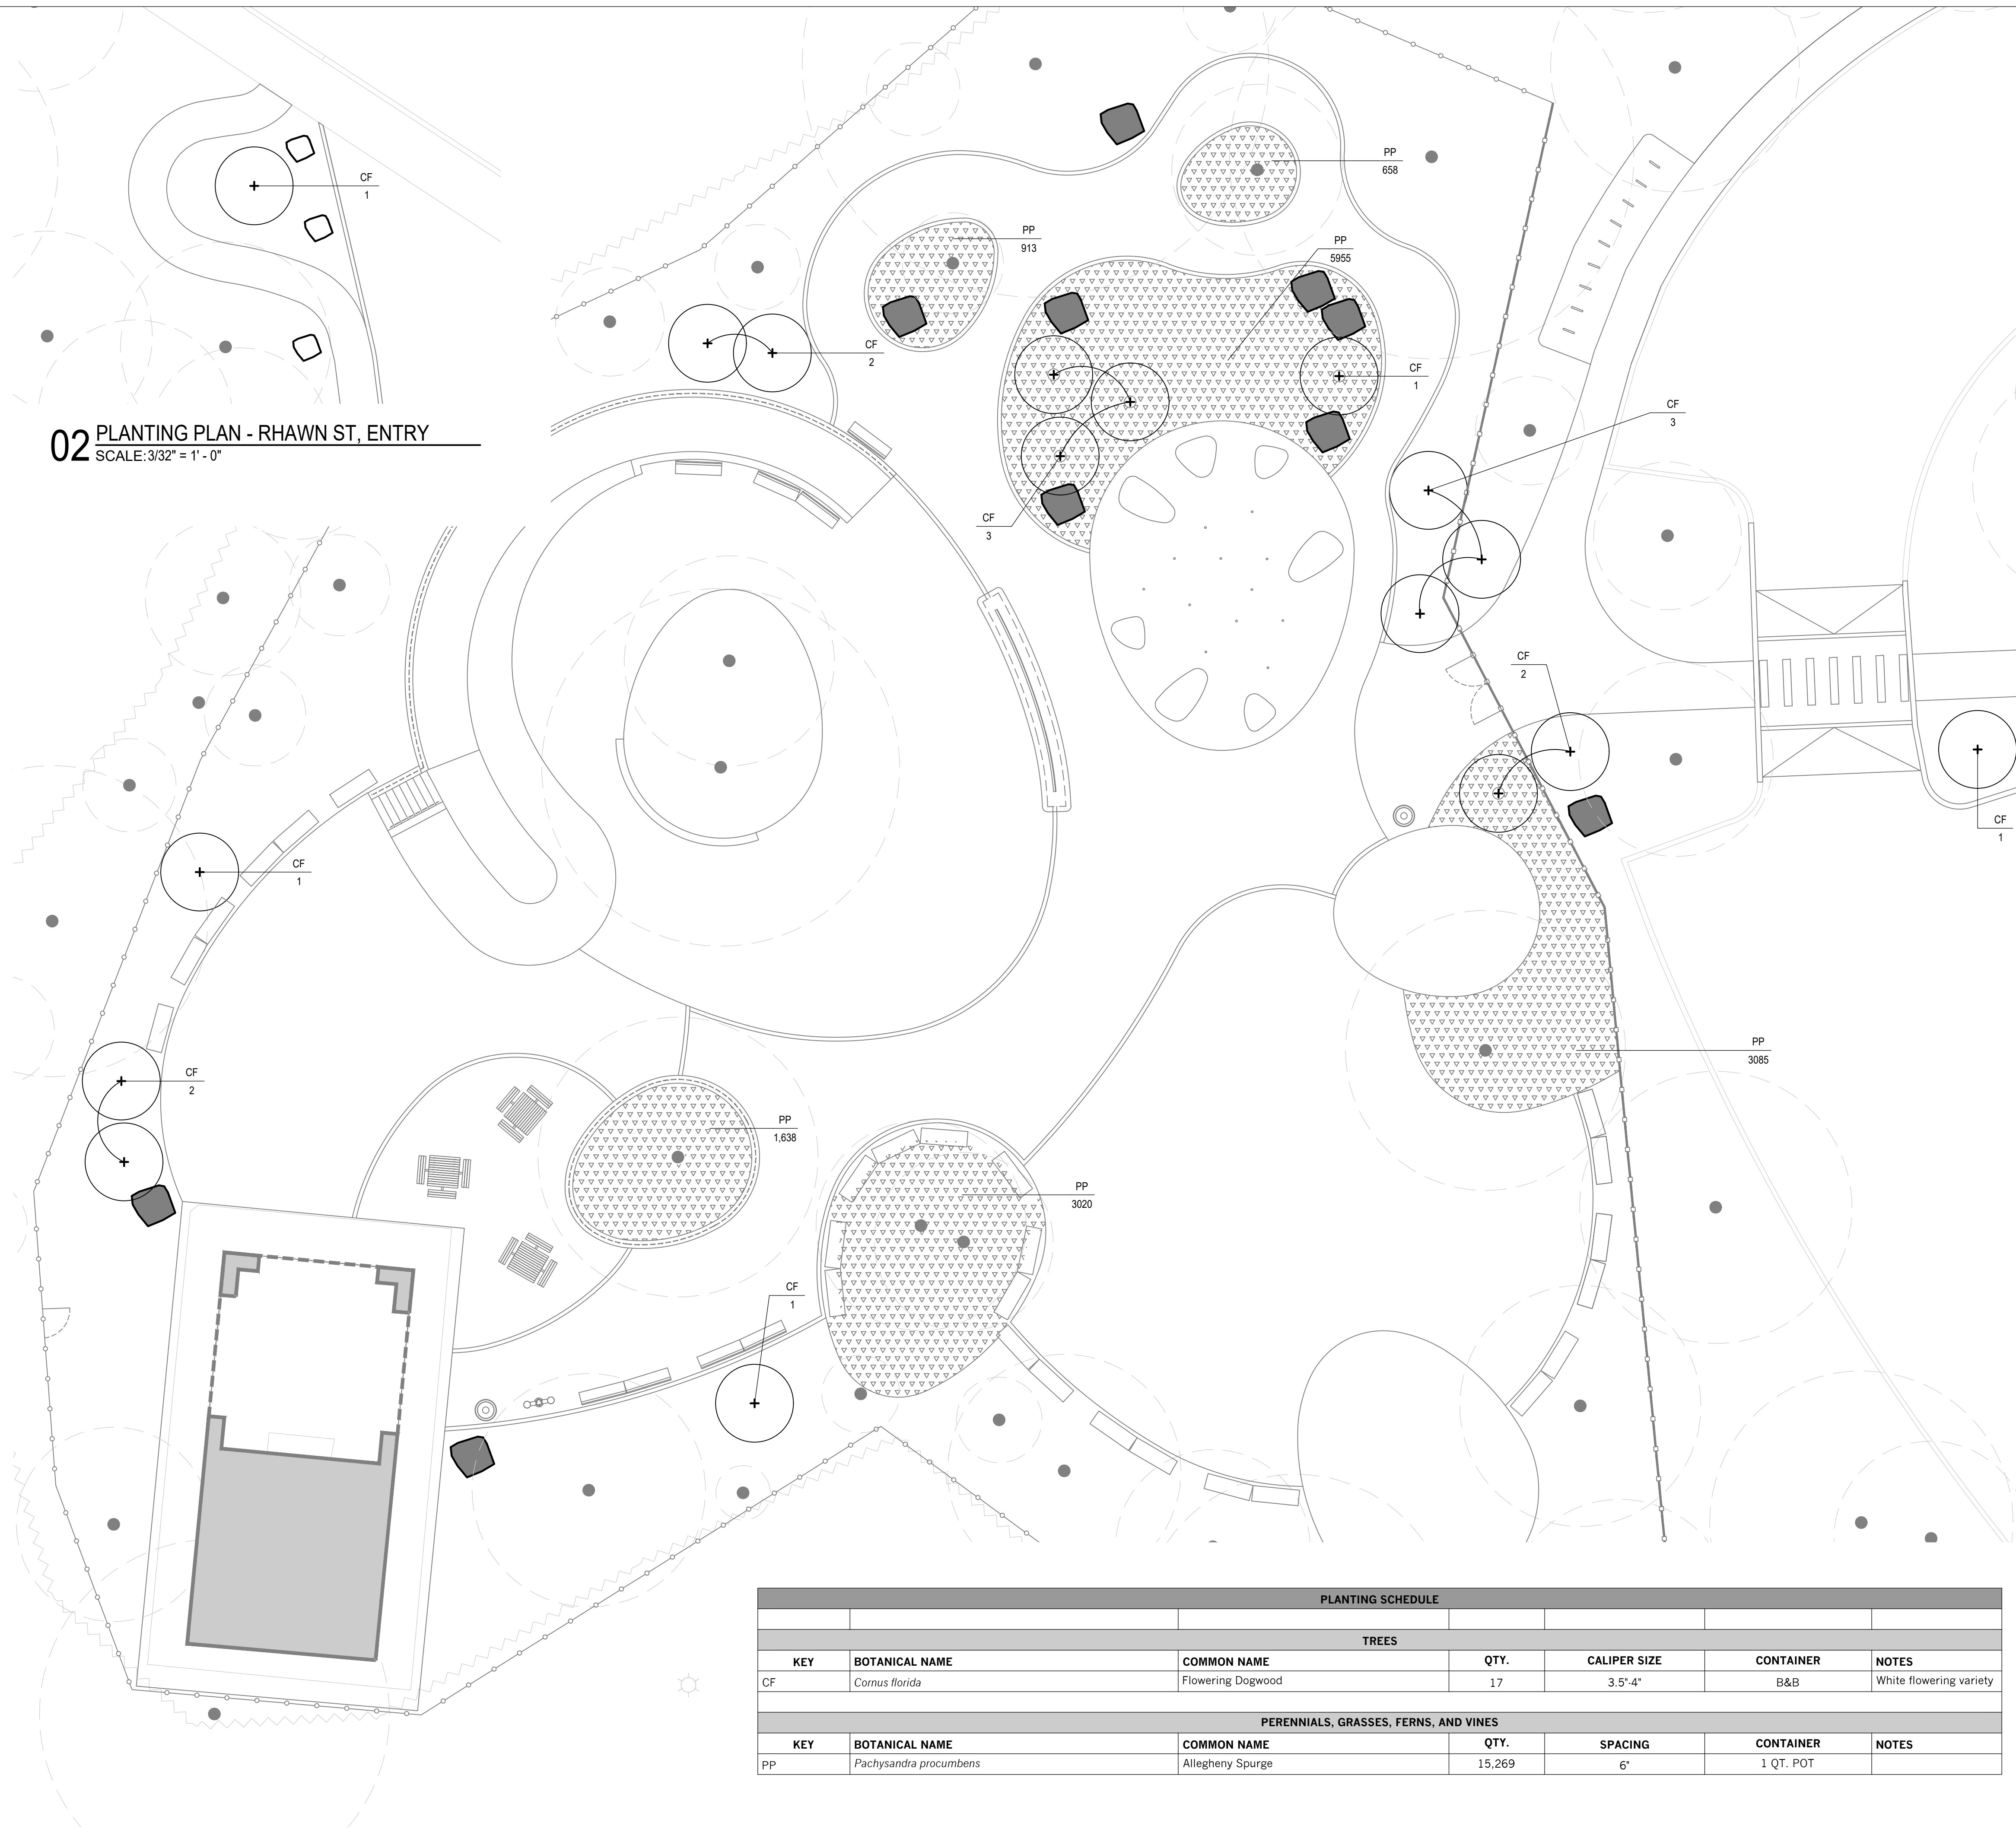 CF
1
02 PLANTING PLAN - RHAWN ST, ENTRY
SCALE: 3/32" = 1' - 0"
PP
658
PP
913
PP
5955
CF
2
CF
1
CF
3
CF
3
CF
2
CF
1
CF
1
CF
2
PP
3085
PP
1,638
PP
3020
CF
1
PLANTING SCHEDULE
TREES
KEY BOTANICAL NAME COMMON NAME QTY. CALIPER SIZE CONTAINER NOTES
CF Cornus florida Flowering Dogwood 17 3.5"-4" B&B White flowering variety
PERENNIALS, GRASSES, FERNS, AND VINES
KEY BOTANICAL NAME COMMON NAME QTY. SPACING CONTAINER NOTES
PP Pachysandra procumbens Allegheny Spurge 15,269 6" 1 QT. POT